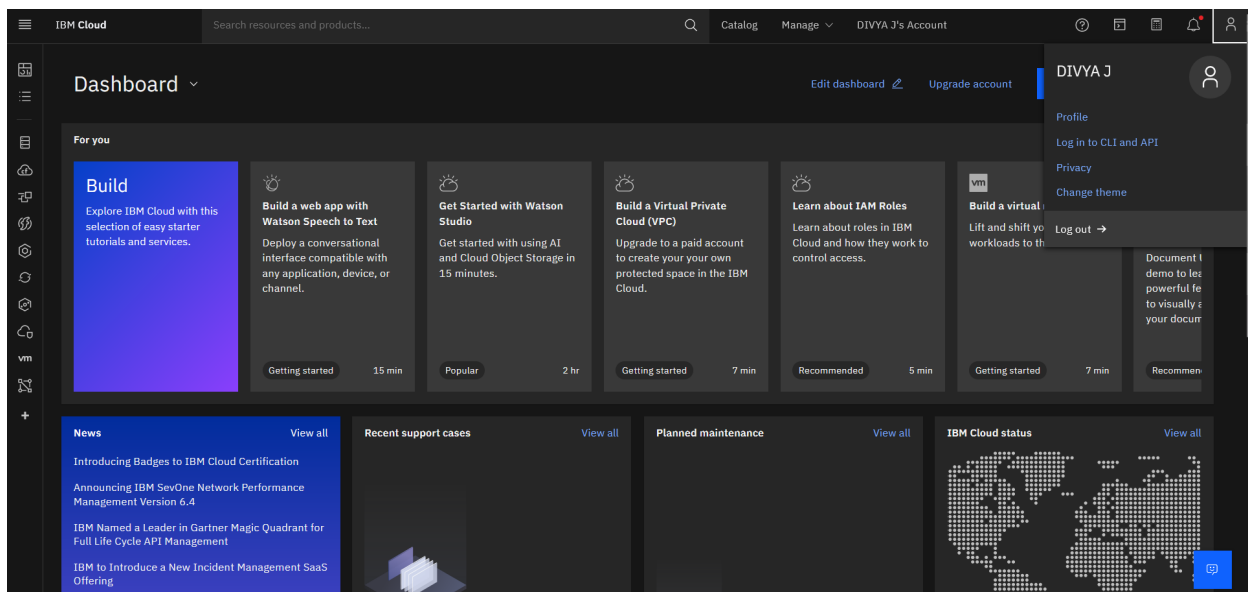 IBM Cloud
Search resources and products...
Catalog
Manage
DIVYA J's Account
Dashboard
Edit dashboard
Upgrade account
DIVYA J
Profile
Log in to CLI and API
Privacy
Change theme
Log out →
For you
Build
Explore IBM Cloud with this
selection of easy starter
tutorials and services.
Build a web app with
Watson Speech to Text
Deploy a conversational
interface compatible with
any application, device, or
channel.
Getting started
15 min
Get Started with Watson
Studio
Get started with using AI
and Cloud Object Storage in
15 minutes.
Popular
2 hr
Build a Virtual Private
Cloud (VPC)
Upgrade to a paid account
to create your your own
protected space in the IBM
Cloud.
Getting started
7 min
Learn about IAM Roles
Learn about roles in IBM
Cloud and how they work to
control access.
Recommended
5 min
vm
Build a virtual
Lift and shift yo
workloads to th
Getting started
7 min
Document
demo to lea
powerful fe
to visually a
your docum
Recommen
vm
News
View all
Introducing Badges to IBM Cloud Certification
Announcing IBM SevOne Network Performance
Management Version 6.4
IBM Named a Leader in Gartner Magic Quadrant for
Full Life Cycle API Management
IBM to Introduce a New Incident Management SaaS
Offering
Recent support cases
View all
Planned maintenance
View all
IBM Cloud status
View all